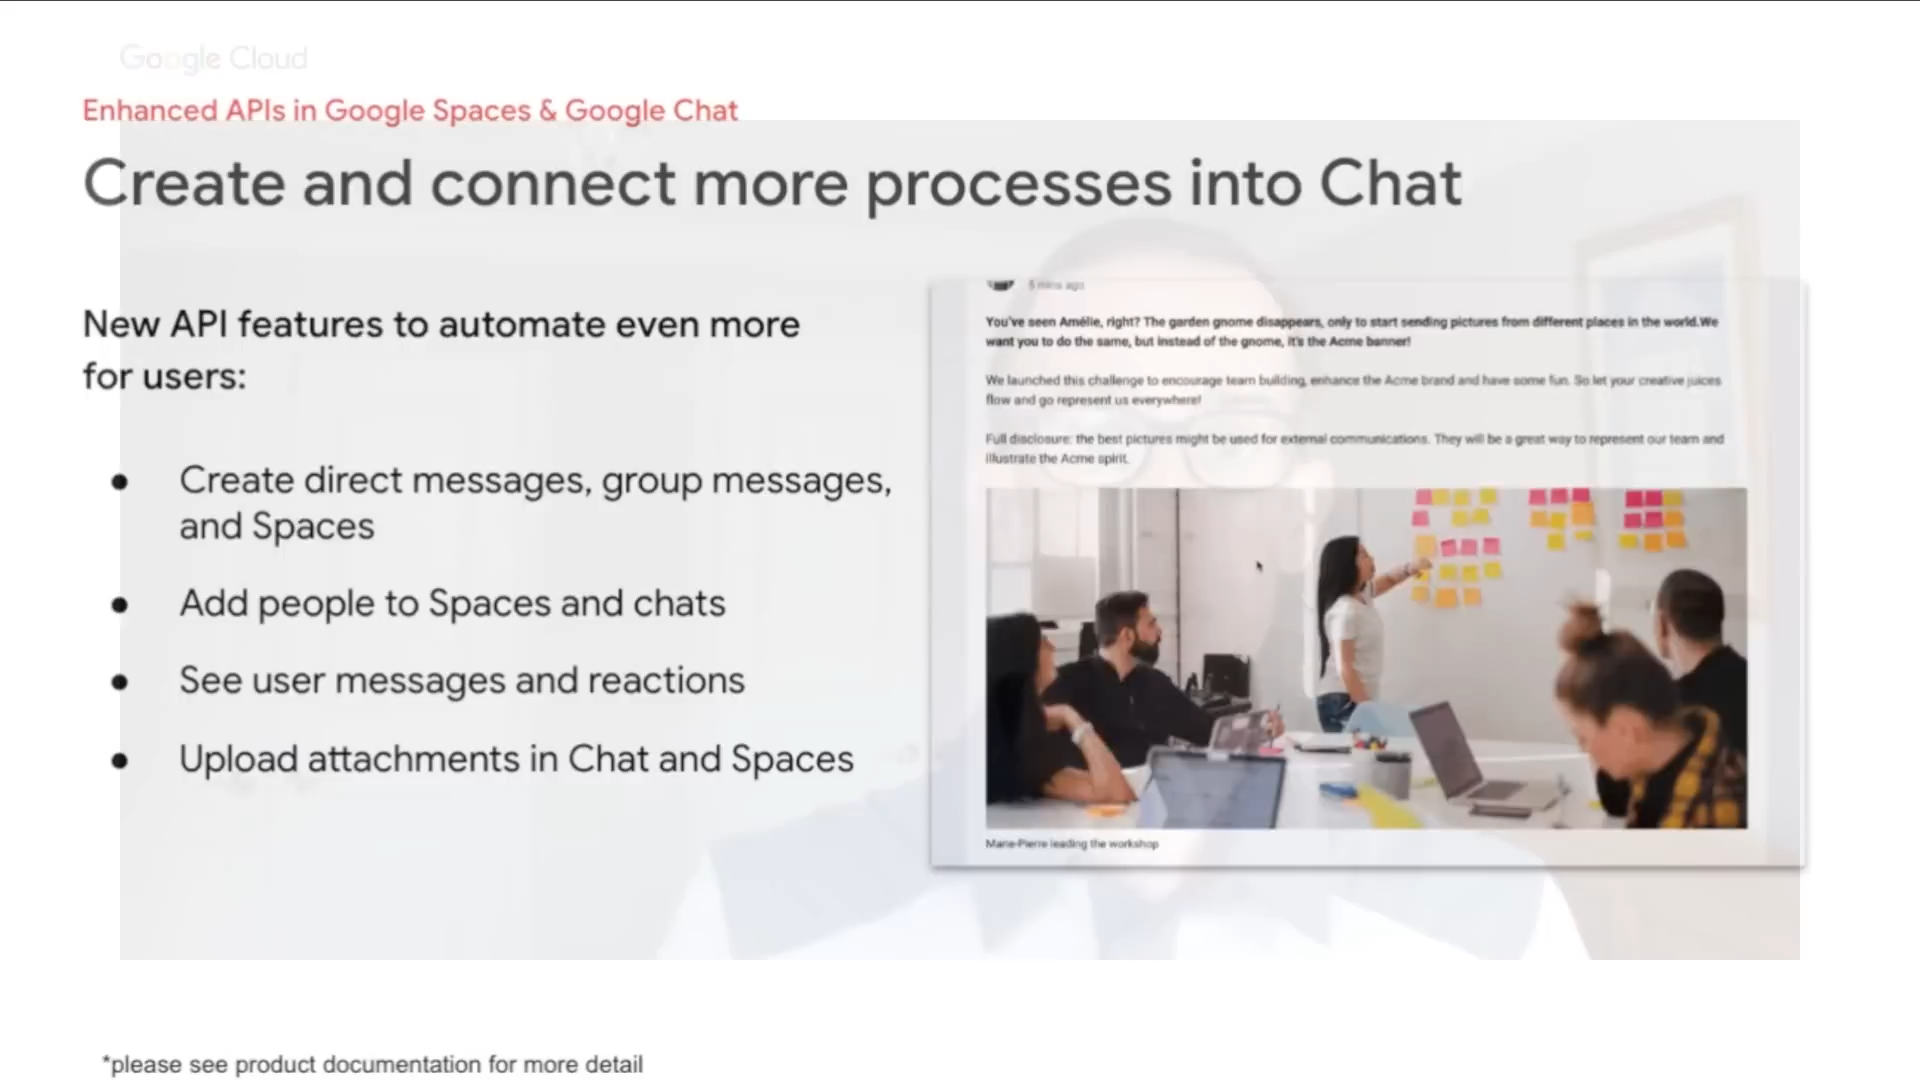 Google Cloud
Enhanced APIs in Google Spaces & Google Chat
Create and connect more processes into Chat
New API features to automate even more
for users:
● Create direct messages, group messages,
and Spaces
● Add people to Spaces and chats
● See user messages and reactions
● Upload attachments in Chat and Spaces
5 mins ago
You've seen Amélie, right? The garden gnome disappears, only to start sending pictures from different places in the world.We
want you to do the same, but instead of the gnome, it's the Acme banner!
We launched this challenge to encourage team building, enhance the Acme brand and have some fun. So let your creative juices
flow and go represent us everywhere!
Full disclosure: the best pictures might be used for external communications. They will be a great way to represent our team and
illustrate the Acme spirit.
Marie-Pierre leading the workshop
*please see product documentation for more detail